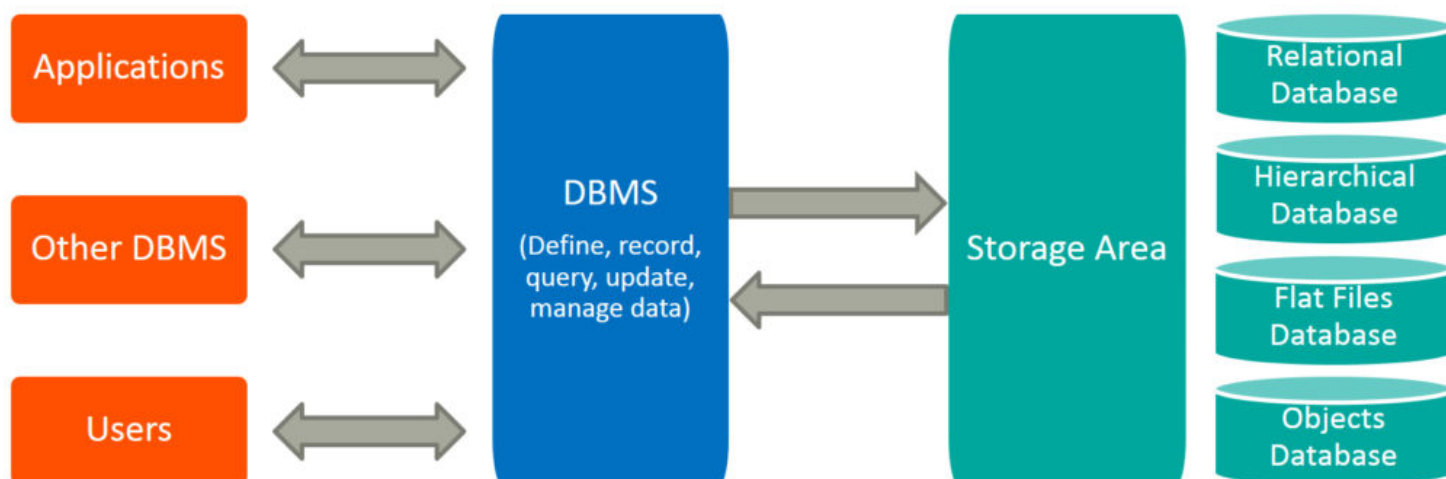 Applications
Other DBMS
Users
DBMS
(Define, record,
query, update,
manage data)
Storage Area
Relational
Database
Hierarchical
Database
Flat Files
Database
Objects
Database